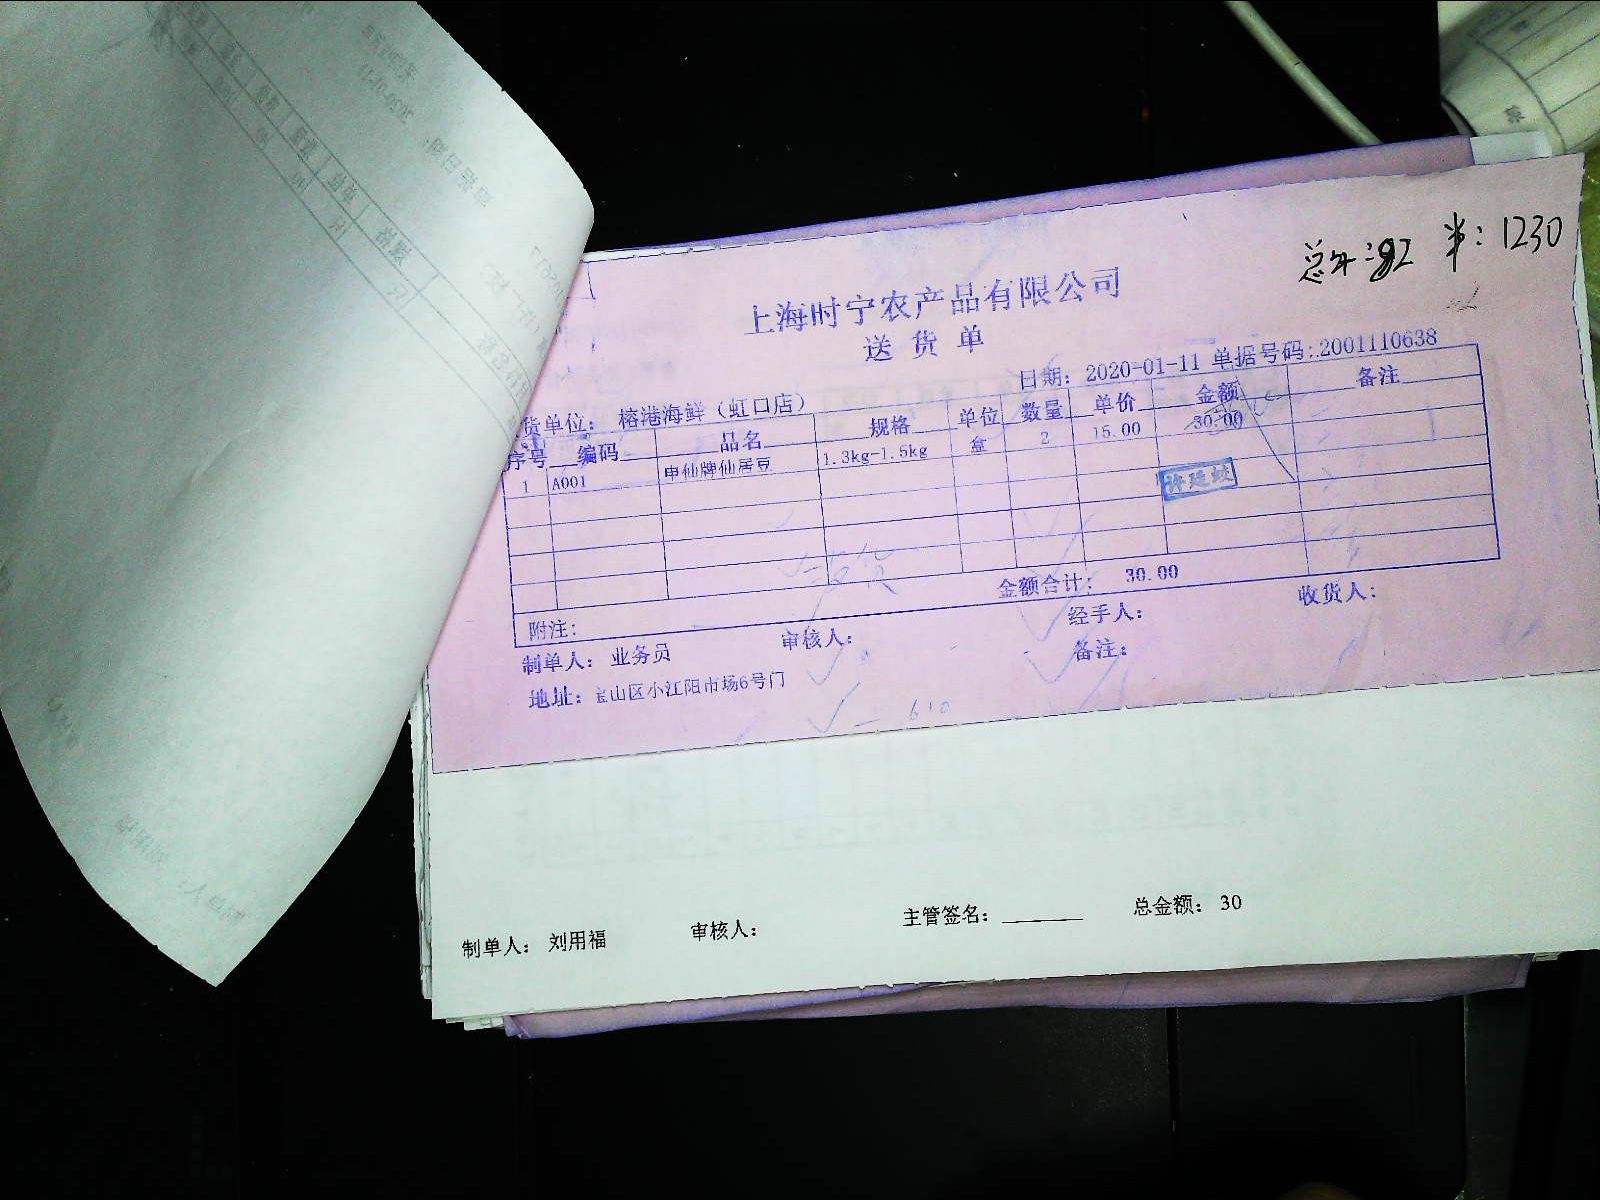 半：1230
上海时宁农产品有限公司
送货单
日期：2020-01-11 单据号码：2001110638
货单位：榕港海鲜（虹口店）
序号 编码 品名 规格 单位 数量 单价 金额 备注
1 A001 申仙牌仙居豆 1.3kg-1.5kg 盒 2 15.00 30.00
金额合计：30.00
附注：
制单人：业务员 审核人： 经手人： 收货人：
备注：
地址：宝山区小江阳市场6号门
610
制单人：刘用福 审核人： 主管签名：______ 总金额：30